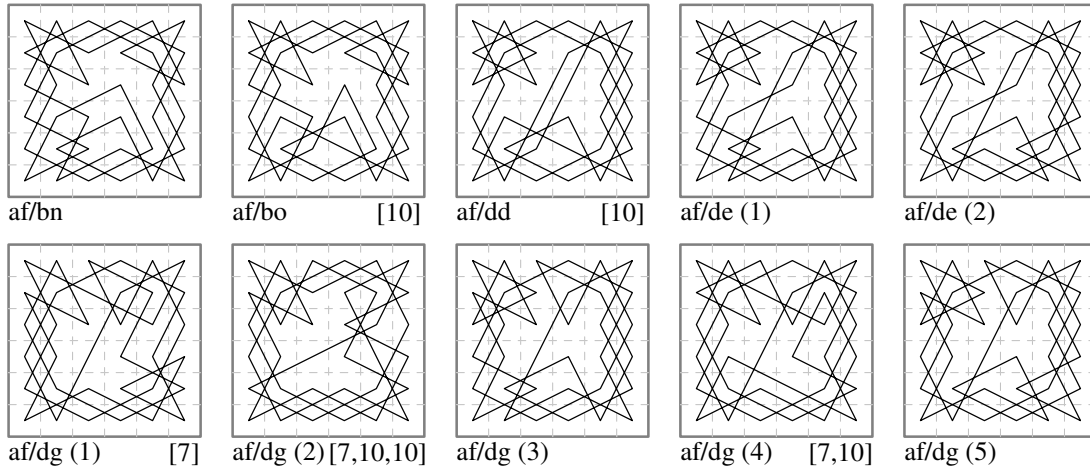 af/bn af/bo [10] af/dd [10] af/de (1) af/de (2)
af/dg (1) [7] af/dg (2) [7,10,10] af/dg (3) af/dg (4) [7,10] af/dg (5)